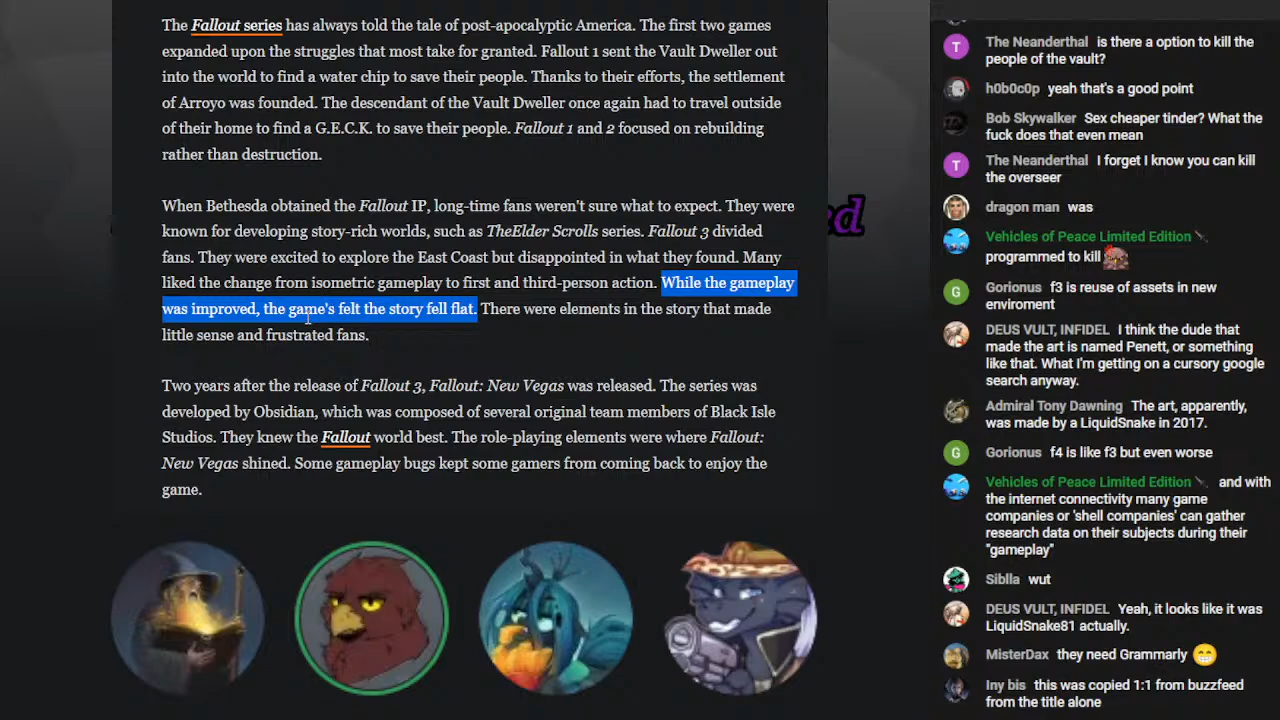 The Fallout series has always told the tale of post-apocalyptic America. The first two games
expanded upon the struggles that most take for granted. Fallout 1 sent the Vault Dweller out
into the world to find a water chip to save their people. Thanks to their efforts, the settlement
of Arroyo was founded. The descendant of the Vault Dweller once again had to travel outside
of their home to find a G.E.C.K. to save their people. Fallout 1 and 2 focused on rebuilding
rather than destruction.
When Bethesda obtained the Fallout IP, long-time fans weren't sure what to expect. They were
known for developing story-rich worlds, such as TheElder Scrolls series. Fallout 3 divided
fans. They were excited to explore the East Coast but disappointed in what they found. Many
liked the change from isometric gameplay to first and third-person action. While the gameplay
was improved, the game's felt the story fell flat. There were elements in the story that made
little sense and frustrated fans.
Two years after the release of Fallout 3, Fallout: New Vegas was released. The series was
developed by Obsidian, which was composed of several original team members of Black Isle
Studios. They knew the Fallout world best. The role-playing elements were where Fallout:
New Vegas shined. Some gameplay bugs kept some gamers from coming back to enjoy the
game.
ed
T
The Neanderthal is there a option to kill the
people of the vault?
h0b0c0p yeah that's a good point
Bob Skywalker Sex cheaper tinder? What the
fuck does that even mean
T
The Neanderthal I forget I know you can kill
the overseer
dragon man was
Vehicles of Peace Limited Edition
programmed to kill
G
Gorionus f3 is reuse of assets in new
enviroment
DEUS VULT, INFIDEL I think the dude that
made the art is named Penett, or something
like that. What I'm getting on a cursory google
search anyway.
Admiral Tony Dawning The art, apparently,
was made by a LiquidSnake in 2017.
G
Gorionus f4 is like f3 but even worse
Vehicles of Peace Limited Edition and with
the internet connectivity many game
companies or 'shell companies' can gather
research data on their subjects during their
"gameplay"
Siblla wut
DEUS VULT, INFIDEL Yeah, it looks like it was
LiquidSnake81 actually.
MisterDax they need Grammarly
Iny bis this was copied 1:1 from buzzfeed
from the title alone